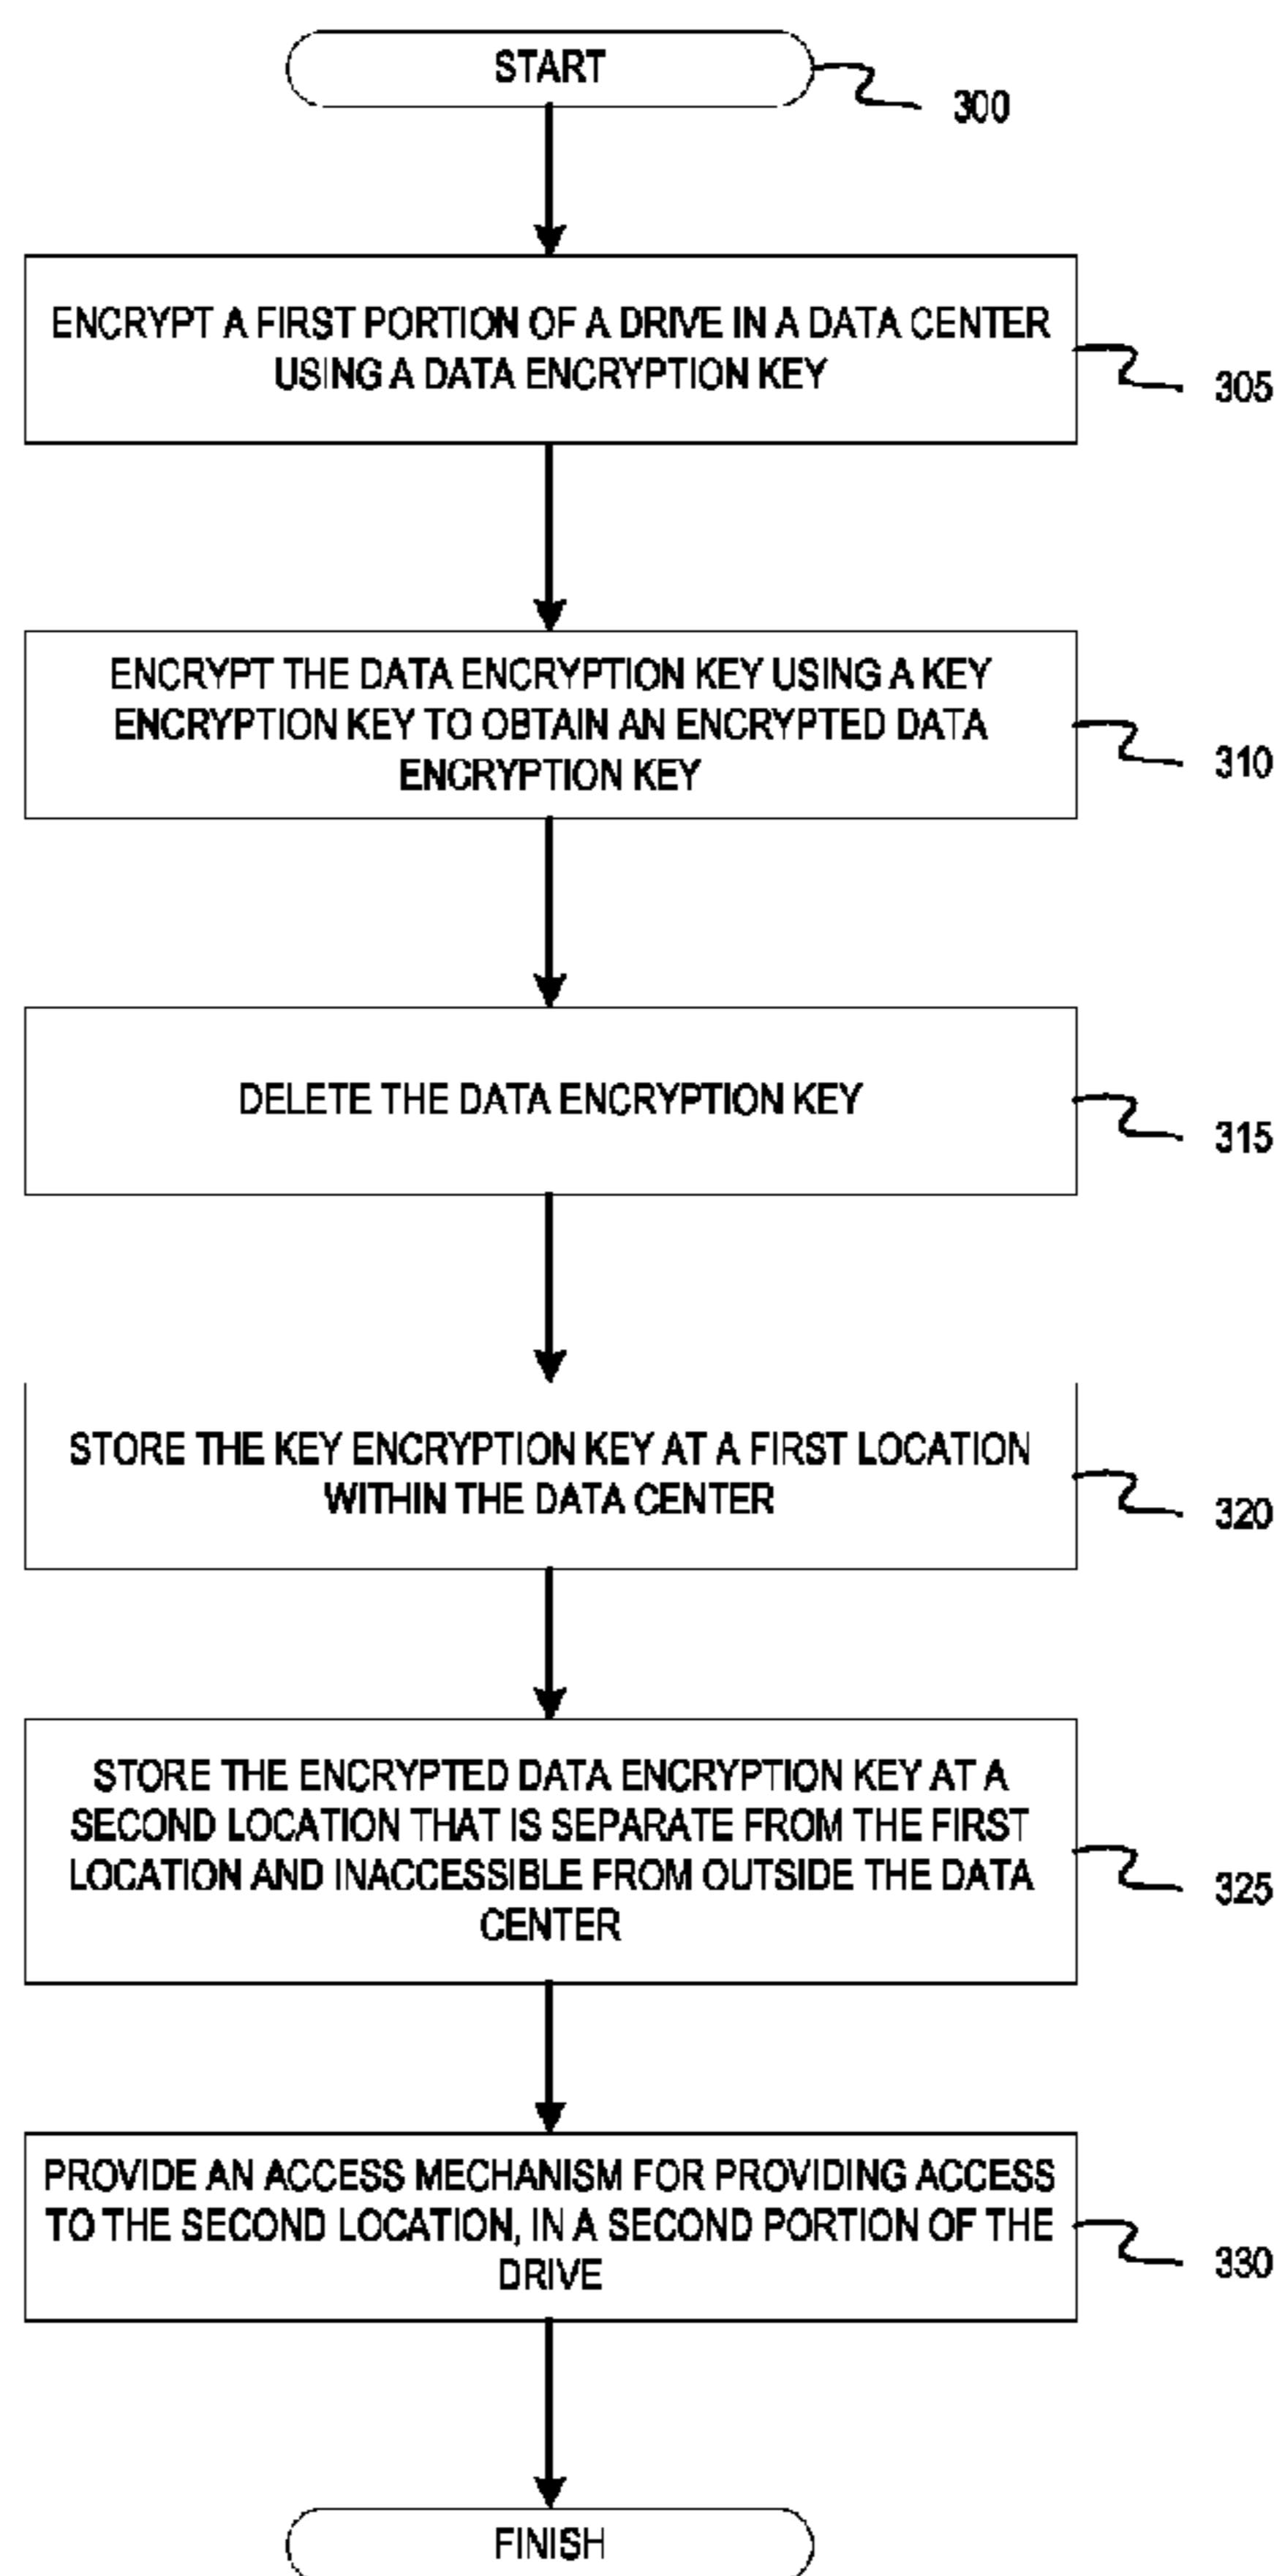 START
300
ENCRYPT A FIRST PORTION OF A DRIVE IN A DATA CENTER
USING A DATA ENCRYPTION KEY
305
ENCRYPT THE DATA ENCRYPTION KEY USING A KEY
ENCRYPTION KEY TO OBTAIN AN ENCRYPTED DATA
ENCRYPTION KEY
310
DELETE THE DATA ENCRYPTION KEY
315
STORE THE KEY ENCRYPTION KEY AT A FIRST LOCATION
WITHIN THE DATA CENTER
320
STORE THE ENCRYPTED DATA ENCRYPTION KEY AT A
SECOND LOCATION THAT IS SEPARATE FROM THE FIRST
LOCATION AND INACCESSIBLE FROM OUTSIDE THE DATA
CENTER
325
PROVIDE AN ACCESS MECHANISM FOR PROVIDING ACCESS
TO THE SECOND LOCATION, IN A SECOND PORTION OF THE
DRIVE
330
FINISH